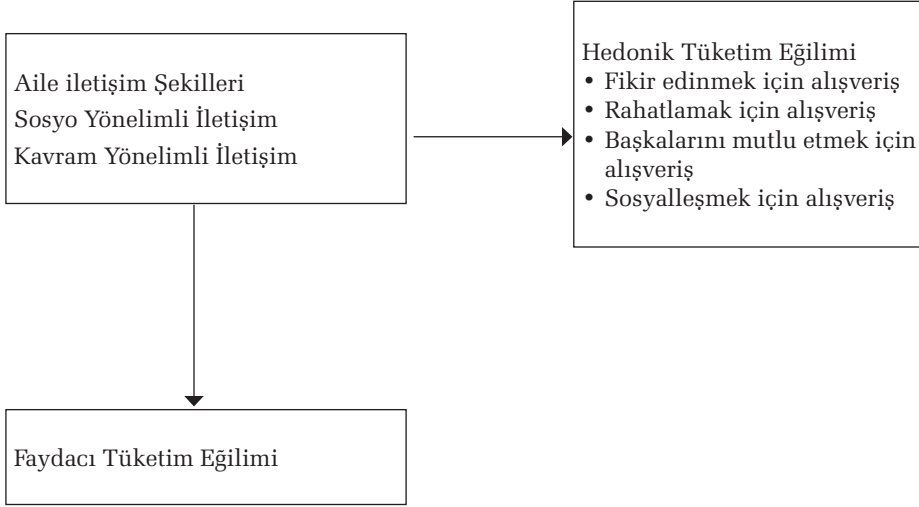 Aile iletişim Şekilleri
Sosyo Yönelimli İletişim
Kavram Yönelimli İletişim
Hedonik Tüketim Eğilimi
• Fikir edinmek için alışveriş
• Rahatlamak için alışveriş
• Başkalarını mutlu etmek için
alışveriş
• Sosyalleşmek için alışveriş
Faydacı Tüketim Eğilimi